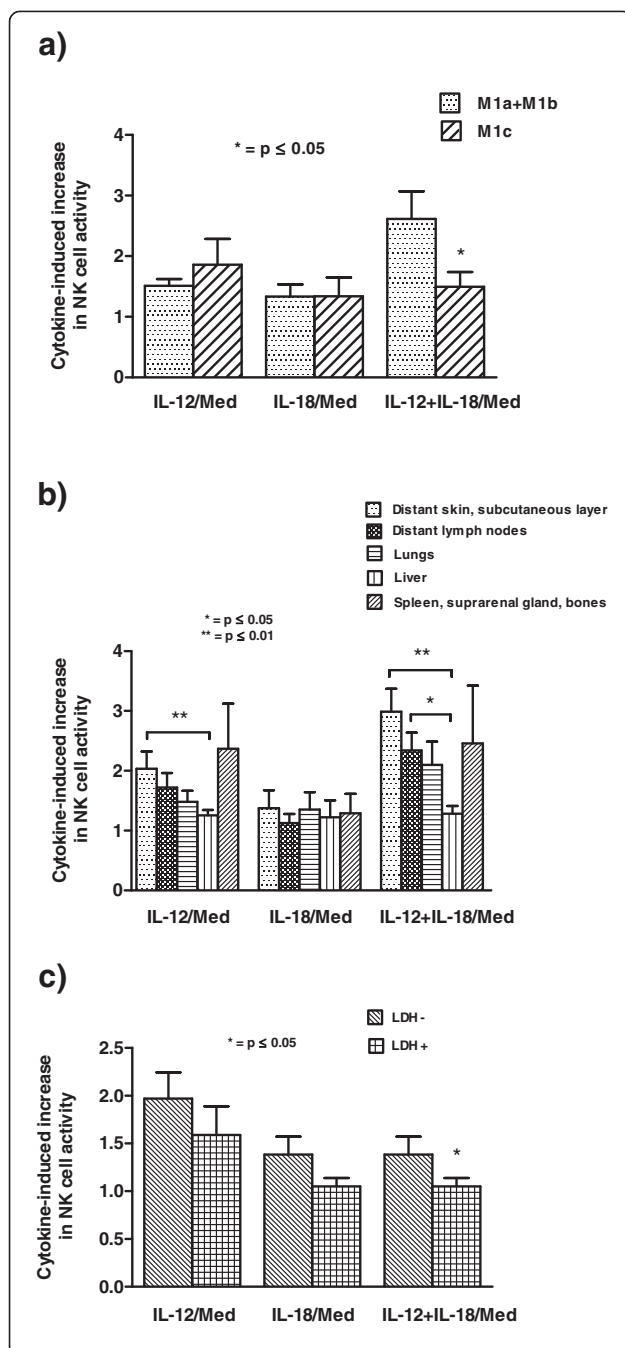 a)
M1a+M1b
M1c
* = p ≤ 0.05
Cytokine-induced increase
in NK cell activity
4
3
2
1
0
*
IL-12/Med IL-18/Med IL-12+IL-18/Med
b)
Distant skin, subcutaneous layer
Distant lymph nodes
Lungs
Liver
Spleen, suprarenal gland, bones
* = p ≤ 0.05
** = p ≤ 0.01
Cytokine-induced increase
in NK cell activity
4
3
2
1
0
**
**
*
IL-12/Med IL-18/Med IL-12+IL-18/Med
c)
LDH-
LDH+
* = p ≤ 0.05
Cytokine-induced increase
in NK cell activity
2.5
2.0
1.5
1.0
0.5
0.0
*
IL-12/Med IL-18/Med IL-12+IL-18/Med